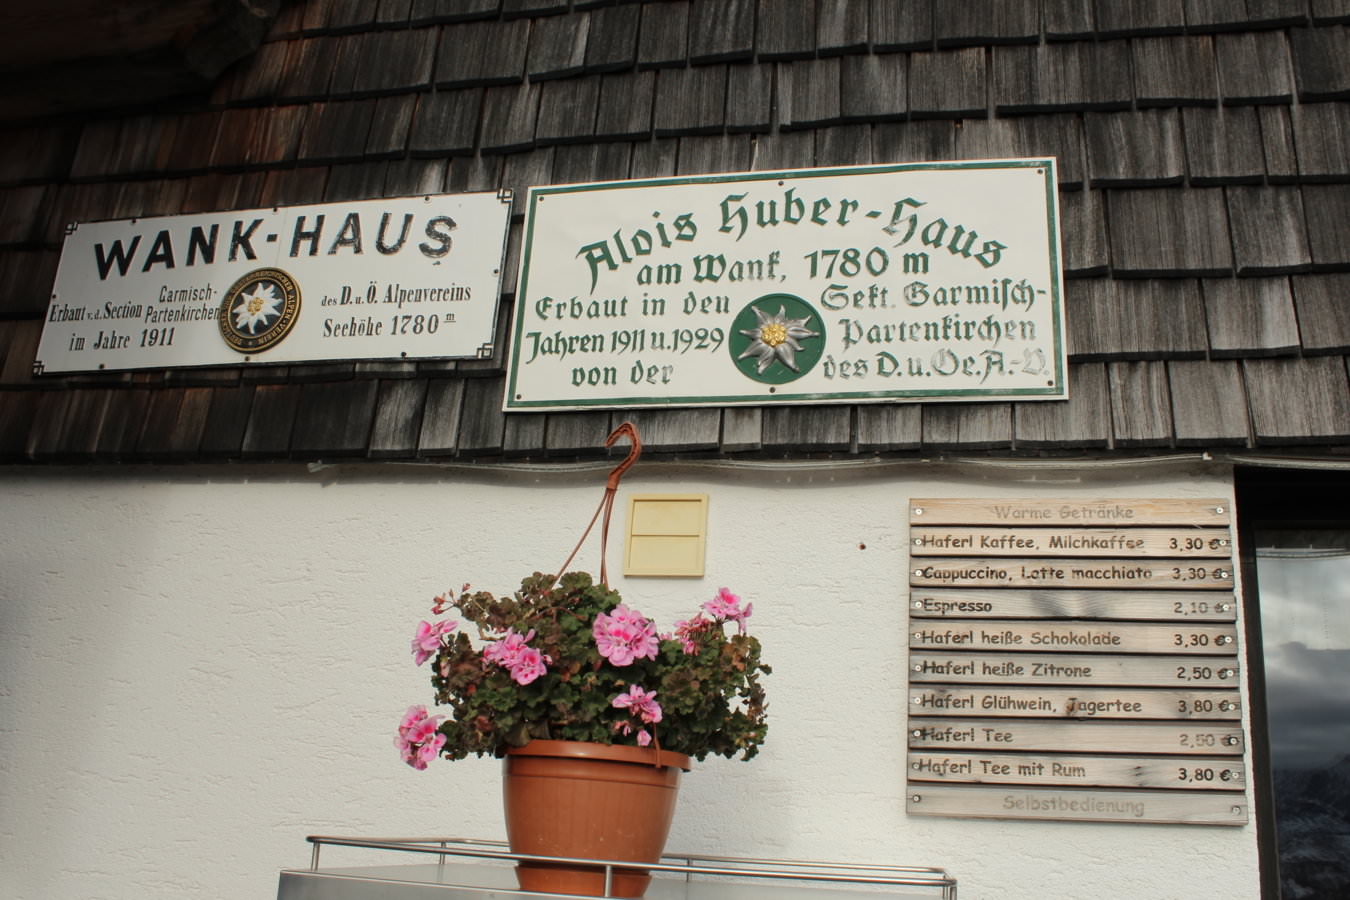 WANK-HAUS
Erbaut v. d. Section Garmisch-Partenkirchen
im Jahre 1911
des D. u. Ö. Alpenvereins
Seehöhe 1780 m
Alois Huber-Haus
am Wank, 1780 m
Erbaut in den
Jahren 1911 u. 1929
von der
Sekt. Garmisch-
Partenkirchen
des D. u. Oe. A.-V.
Warme Getränke
Haferl Kaffee, Milchkaffee 3,30 €
Cappuccino, Latte macchiato 3,30 €
Espresso 2,10 €
Haferl heiße Schokolade 3,30 €
Haferl heiße Zitrone 2,50 €
Haferl Glühwein, Jagertee 3,80 €
Haferl Tee 2,50 €
Haferl Tee mit Rum 3,80 €
Selbstbedienung